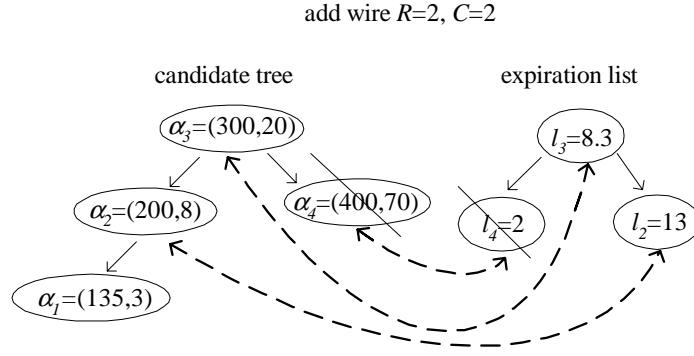 add wire R=2, C=2
candidate tree expiration list
α3=(300,20) l3=8.3
α2=(200,8) α4=(400,70) l4=2 l2=13
α1=(135,3)